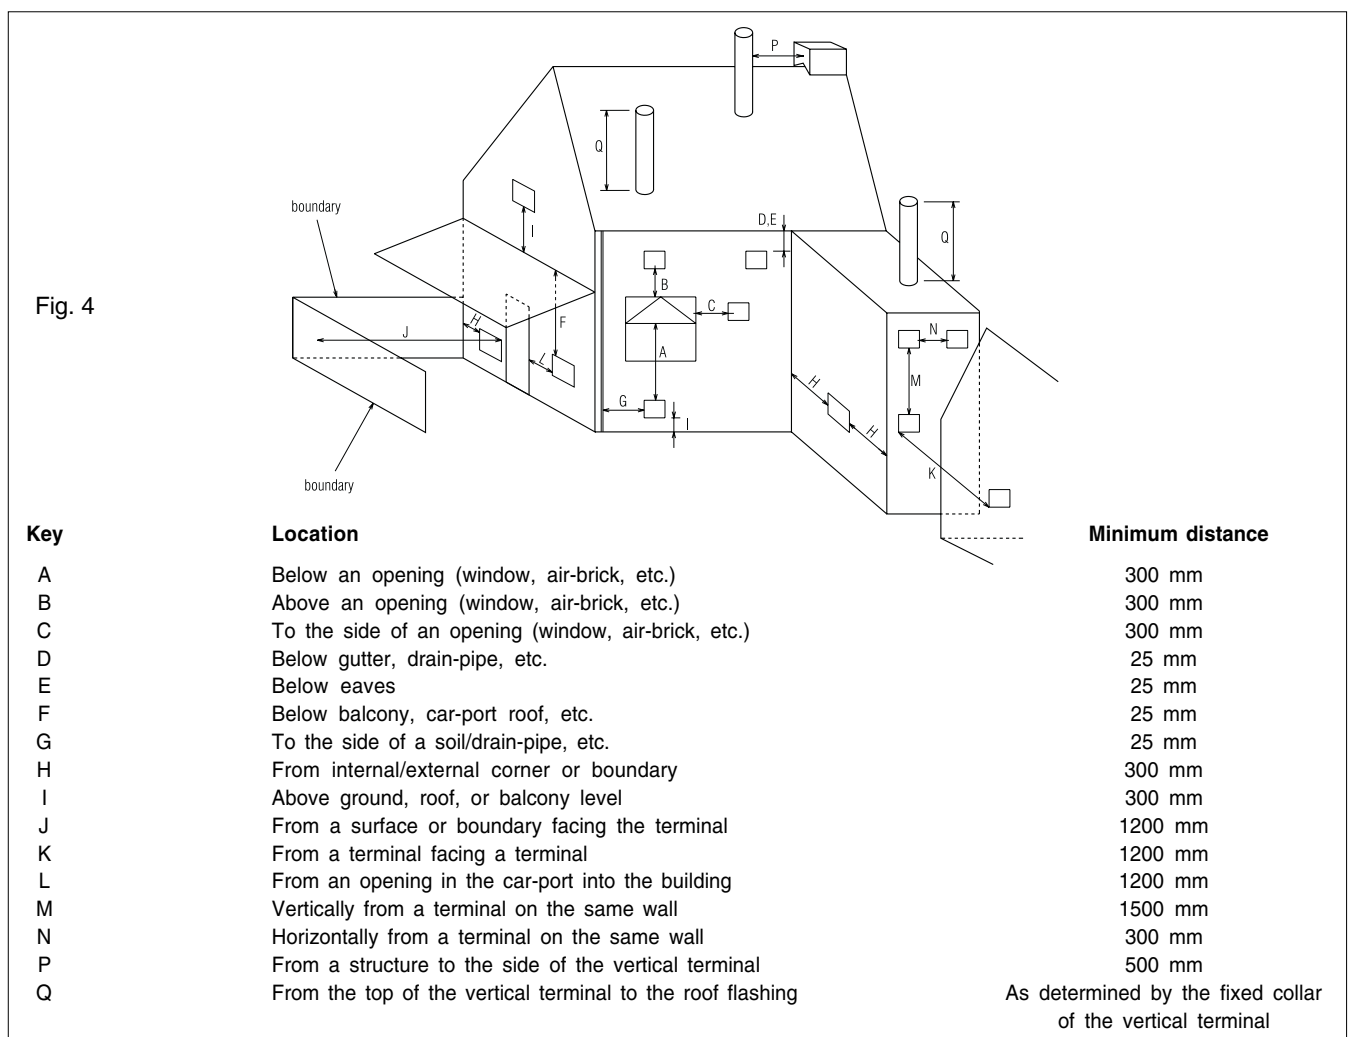 P
Q
boundary
I
D,E
Q
B
Fig. 4
C
H
J
F
N
A
L
M
H
G
I
H
K
boundary
Key Location Minimum distance
A Below an opening (window, air-brick, etc.) 300 mm
B Above an opening (window, air-brick, etc.) 300 mm
C To the side of an opening (window, air-brick, etc.) 300 mm
D Below gutter, drain-pipe, etc. 25 mm
E Below eaves 25 mm
F Below balcony, car-port roof, etc. 25 mm
G To the side of a soil/drain-pipe, etc. 25 mm
H From internal/external corner or boundary 300 mm
I Above ground, roof, or balcony level 300 mm
J From a surface or boundary facing the terminal 1200 mm
K From a terminal facing a terminal 1200 mm
L From an opening in the car-port into the building 1200 mm
M Vertically from a terminal on the same wall 1500 mm
N Horizontally from a terminal on the same wall 300 mm
P From a structure to the side of the vertical terminal 500 mm
Q From the top of the vertical terminal to the roof flashing As determined by the fixed collar
of the vertical terminal